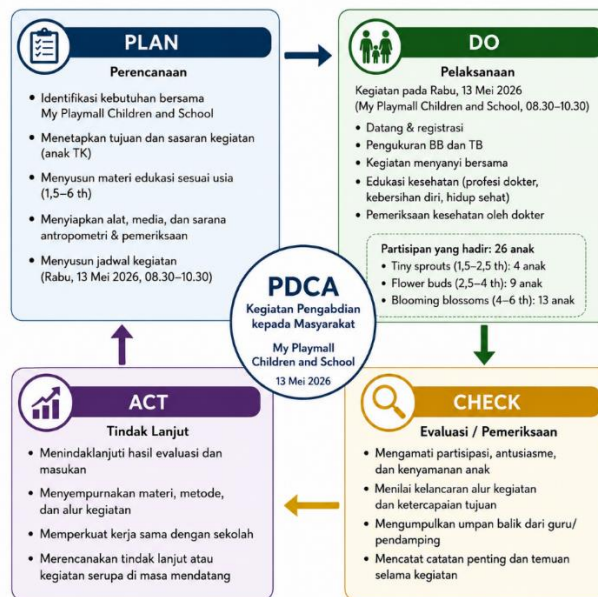 PLAN
Perencanaan
• Identifikasi kebutuhan bersama
My Playmall Children and School
• Menetapkan tujuan dan sasaran kegiatan
(anak TK)
• Menyusun materi edukasi sesuai usia
(1,5–6 th)
• Menyiapkan alat, media, dan sarana
antropometri & pemeriksaan
• Menyusun jadwal kegiatan
(Rabu, 13 Mei 2026, 08.30–10.30)
DO
Pelaksanaan
Kegiatan pada Rabu, 13 Mei 2026
(My Playmall Children and School, 08.30–10.30)
• Datang & registrasi
• Pengukuran BB dan TB
• Kegiatan menyanyi bersama
• Edukasi kesehatan (profesi dokter,
kebersihan diri, hidup sehat)
• Pemeriksaan kesehatan oleh dokter
Partisipan yang hadir: 26 anak
• Tiny sprouts (1,5–2,5 th): 4 anak
• Flower buds (2,5–4 th): 9 anak
• Blooming blossoms (4–6 th): 13 anak
PDCA
Kegiatan Pengabdian
kepada Masyarakat
My Playmall
Children and School
13 Mei 2026
ACT
Tindak Lanjut
• Menindaklanjuti hasil evaluasi dan
masukan
• Menyempurnakan materi, metode,
dan alur kegiatan
• Memperkuat kerja sama dengan sekolah
• Merencanakan tindak lanjut atau
kegiatan serupa di masa mendatang
CHECK
Evaluasi / Pemeriksaan
• Mengamati partisipasi, antusiasme,
dan kenyamanan anak
• Menilai kelancaran alur kegiatan
dan ketercapaian tujuan
• Mengumpulkan umpan balik dari guru/
pendamping
• Mencatat catatan penting dan temuan
selama kegiatan